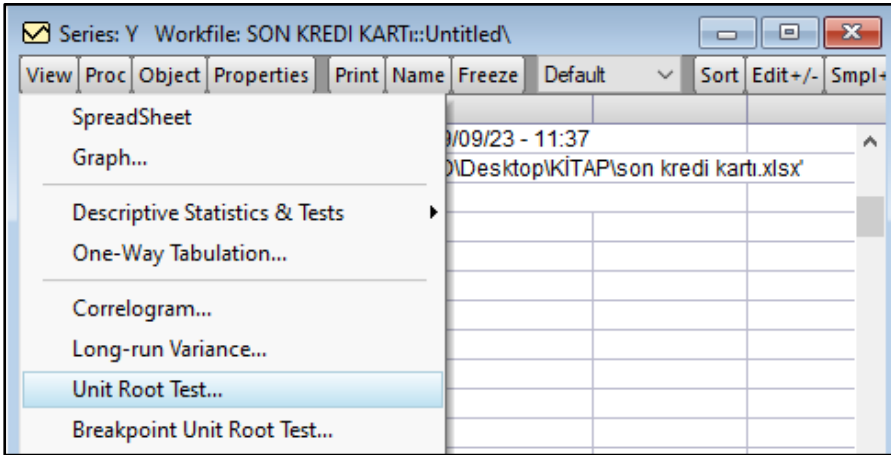 Series: Y Workfile: SON KREDI KARTı::Untitled\
View Proc Object Properties Print Name Freeze Default Sort Edit+/- Smpl+
SpreadSheet
/09/23 - 11:37
Graph...
\Desktop\KİTAP\son kredi kartı.xlsx'
Descriptive Statistics & Tests
One-Way Tabulation...
Correlogram...
Long-run Variance...
Unit Root Test...
Breakpoint Unit Root Test...